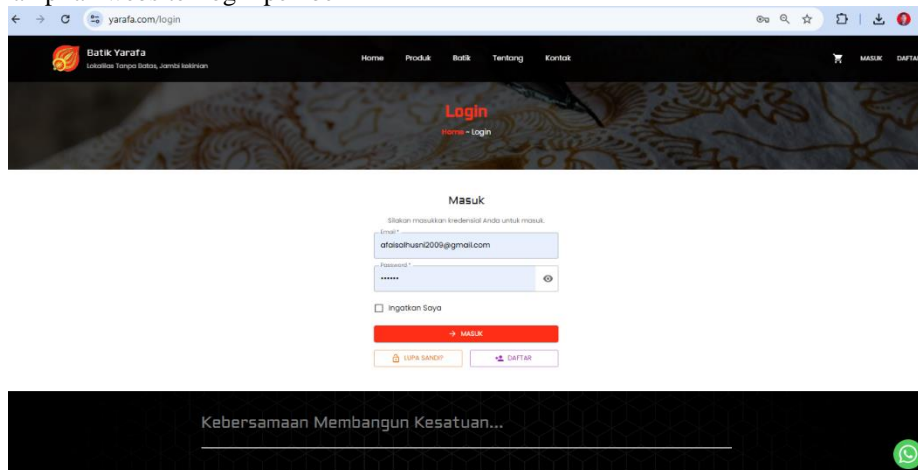 yarafa.com/login
Batik Yarafa
Lokalitas Tanpa Batas, Jambi kekinian
Home Produk Batik Tentang Kontak
MASUK DAFTAR
Login
Home - Login
Masuk
Silakan masukkan kredensial Anda untuk masuk.
Email *
afaisalhusni2009@gmail.com
Password *
••••••
Ingatkan Saya
→ MASUK
LUPA SANDI?
DAFTAR
Kebersamaan Membangun Kesatuan...